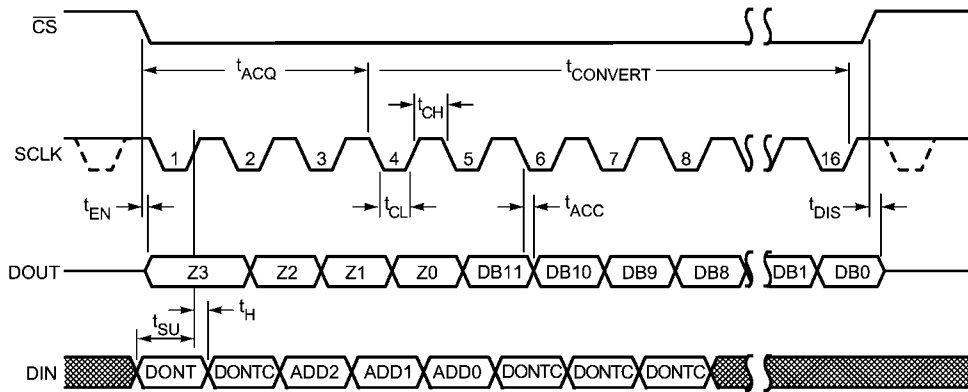 CS
tACQ
tCONVERT
tCH
SCLK 1 2 3 4 5 6 7 8 16
tEN
tCL
tACC
tDIS
DOUT Z3 Z2 Z1 Z0 DB11 DB10 DB9 DB8 DB1 DB0
tSU
tH
DIN DONT DONTC ADD2 ADD1 ADD0 DONTC DONTC DONTC